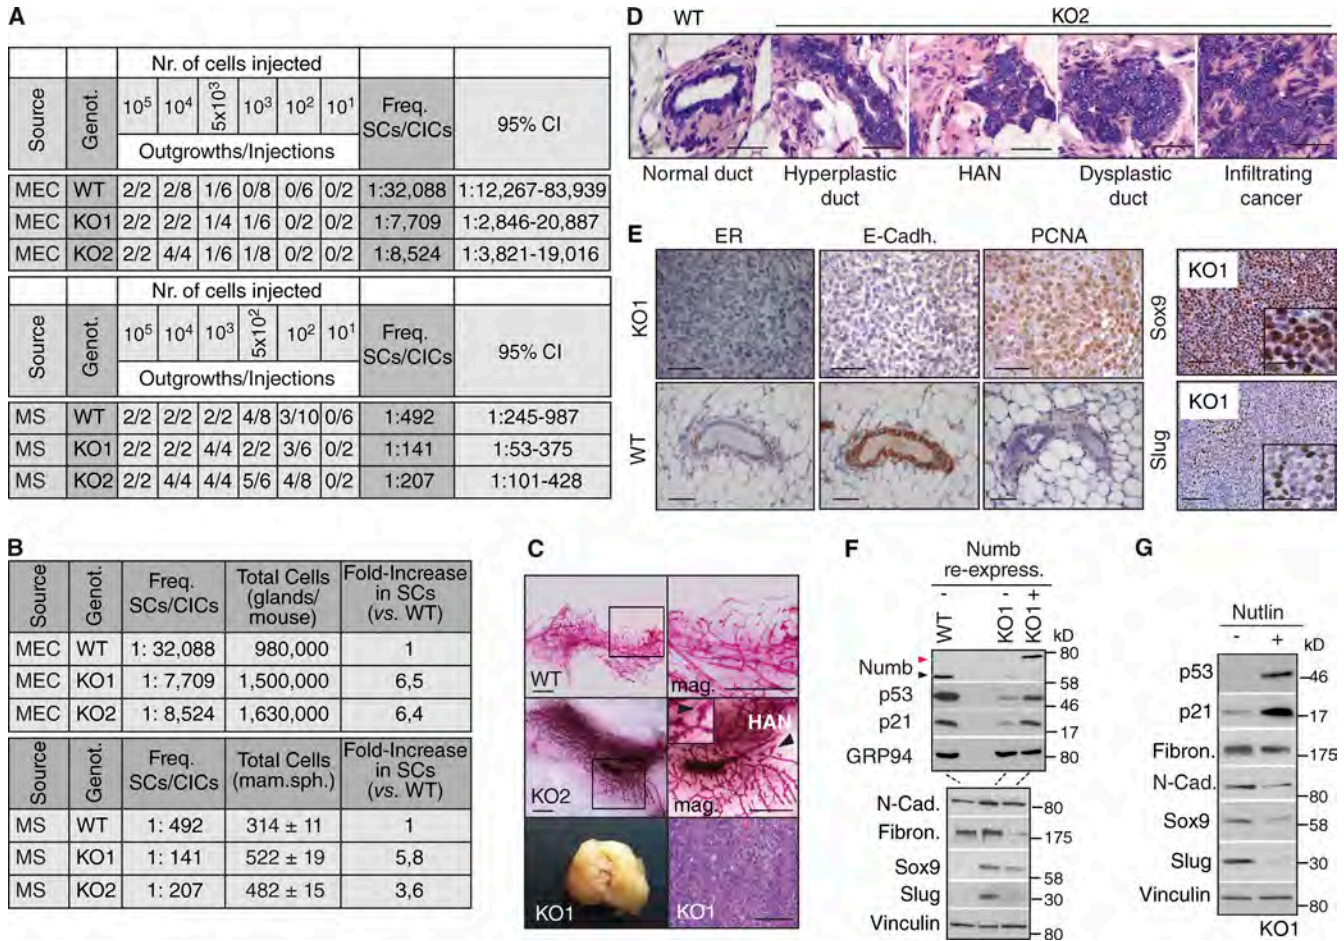 A
Nr. of cells injected
Source Genot. 10⁵ 10⁴ 5x10³ 10³ 10² 10¹ Freq. SCs/CICs 95% CI
Outgrowths/Injections
MEC WT 2/2 2/8 1/6 0/8 0/6 0/2 1:32,088 1:12,267-83,939
MEC KO1 2/2 2/2 1/4 1/6 0/2 0/2 1:7,709 1:2,846-20,887
MEC KO2 2/2 4/4 1/6 1/8 0/2 0/2 1:8,524 1:3,821-19,016
Nr. of cells injected
Source Genot. 10⁵ 10⁴ 10³ 5x10² 10² 10¹ Freq. SCs/CICs 95% CI
Outgrowths/Injections
MS WT 2/2 2/2 2/2 4/8 3/10 0/6 1:492 1:245-987
MS KO1 2/2 2/2 4/4 2/2 3/6 0/2 1:141 1:53-375
MS KO2 2/2 4/4 4/4 5/6 4/8 0/2 1:207 1:101-428
B
Source Genot. Freq. SCs/CICs Total Cells (glands/mouse) Fold-Increase in SCs (vs. WT)
MEC WT 1: 32,088 980,000 1
MEC KO1 1: 7,709 1,500,000 6,5
MEC KO2 1: 8,524 1,630,000 6,4
Source Genot. Freq. SCs/CICs Total Cells (mam.sph.) Fold-Increase in SCs (vs. WT)
MS WT 1: 492 314 ± 11 1
MS KO1 1: 141 522 ± 19 5,8
MS KO2 1: 207 482 ± 15 3,6
C
WT mag.
HAN
KO2 mag.
KO1 KO1
D
WT KO2
Normal duct Hyperplastic duct HAN Dysplastic duct Infiltrating cancer
E
ER E-Cadh. PCNA
KO1 Sox9 KO1
WT Slug KO1
F
Numb
re-express.
WT - KO1 - KO1 + kD
Numb 80
58
p53 46
p21 17
GRP94 80
N-Cad. 80
Fibron. 175
Sox9 58
Slug 30
Vinculin 80
G
Nutlin
- + kD
p53 46
p21 17
Fibron. 175
N-Cad. 80
Sox9 58
Slug 30
Vinculin 80
KO1